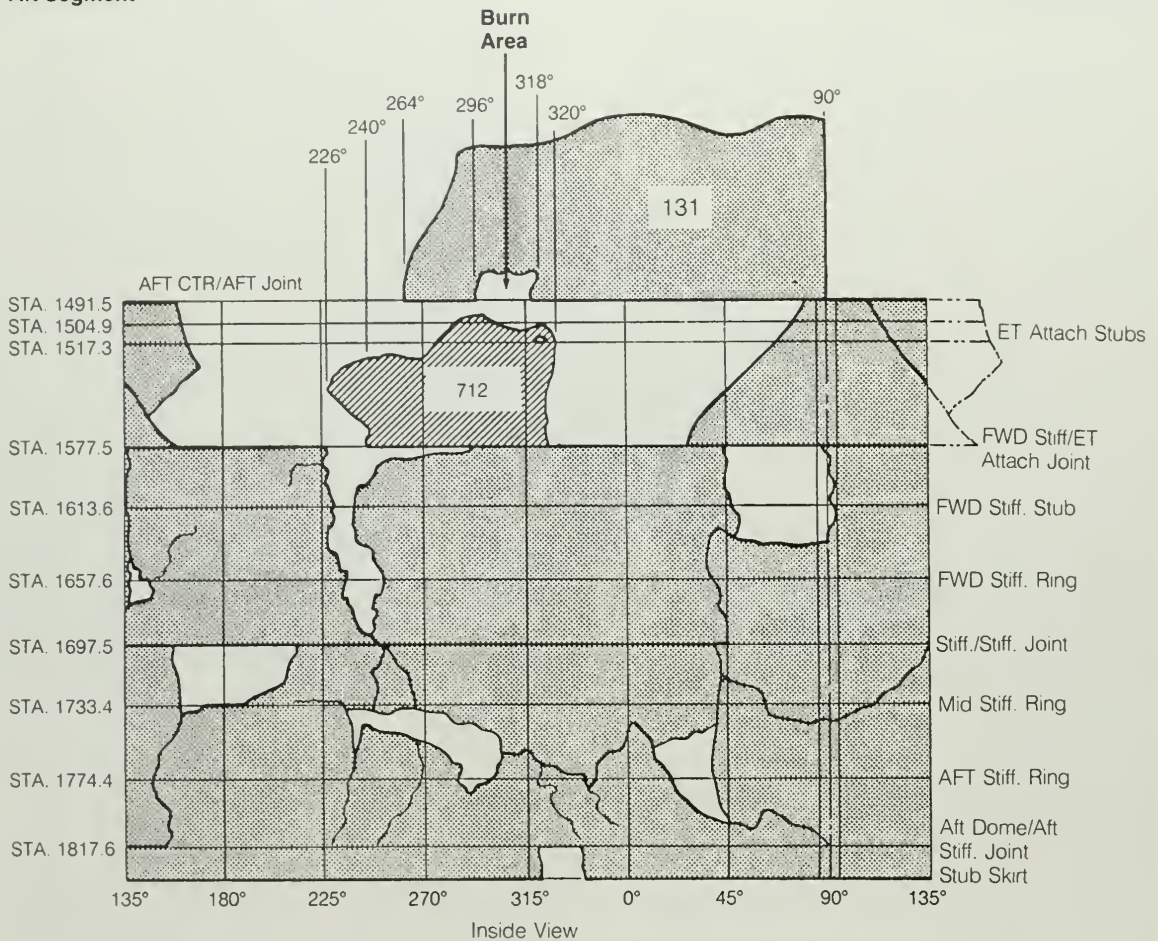 Burn
Area
318°
296°
264°
320°
90°
240°
226°
131
AFT CTR/AFT Joint
STA. 1491.5
STA. 1504.9
STA. 1517.3
ET Attach Stubs
712
STA. 1577.5
FWD Stiff/ET
Attach Joint
STA. 1613.6
FWD Stiff. Stub
STA. 1657.6
FWD Stiff. Ring
STA. 1697.5
Stiff./Stiff. Joint
STA. 1733.4
Mid Stiff. Ring
STA. 1774.4
AFT Stiff. Ring
Aft Dome/Aft
STA. 1817.6
Stiff. Joint
Stub Skirt
135° 180° 225° 270° 315° 0° 45° 90° 135°
Inside View